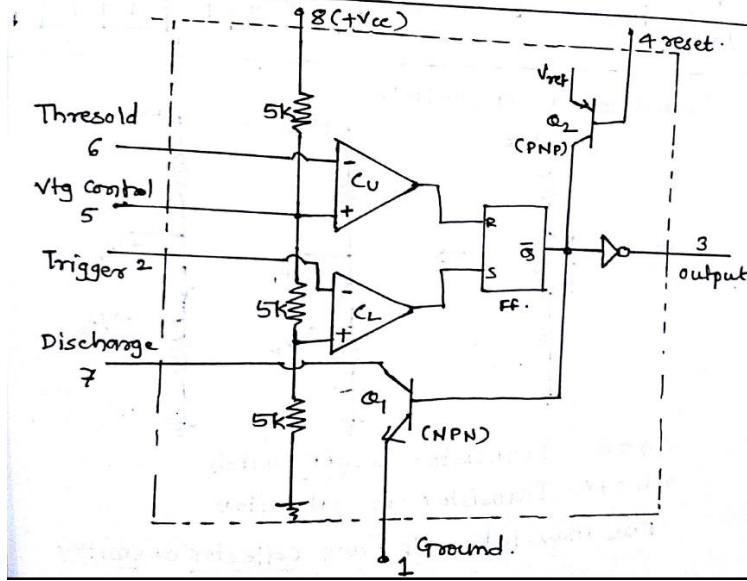 8(+Vcc)
4 reset.
Vref
5K
Q2
(PNP)
Thresold
6
-
CU
+
Vtg Control
5
R
Q̅
S
FF.
3
output
Trigger 2
5K
-
CL
+
Discharge
7
Q1
(NPN)
5K
Ground.
1